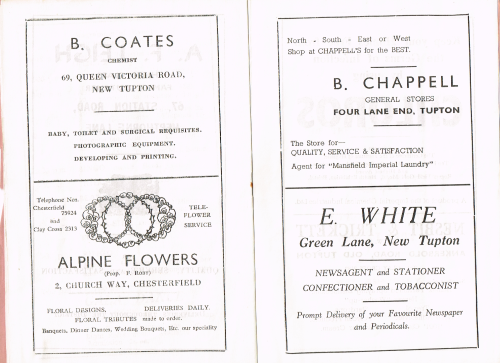 B. COATES
CHEMIST
69, QUEEN VICTORIA ROAD,
NEW TUPTON
BABY, TOILET AND SURGICAL REQUISITES.
PHOTOGRAPHIC EQUIPMENT.
DEVELOPING AND PRINTING.
Telephone Nos.
Chesterfield
75924
and
Clay Cross 2313
TELE-
FLOWER
SERVICE
ALPINE FLOWERS
2, CHURCH WAY, CHESTERFIELD
FLORAL DESIGNS, DELIVERIES DAILY.
FLORAL TRIBUTES made to order.
Banquets, Dinner Dances, Wedding Bouquets, Etc. our speciality
North - South - East or West
Shop at CHAPPELL'S for the BEST.
B. CHAPPELL
GENERAL STORES
FOUR LANE END, TUPTON
The Store for—
QUALITY, SERVICE & SATISFACTION
Agent for "Mansfield Imperial Laundry"
E. WHITE
Green Lane, New Tupton
NEWSAGENT and STATIONER
CONFECTIONER and TOBACCONIST
Prompt Delivery of your Favourite Newspaper
and Periodicals.